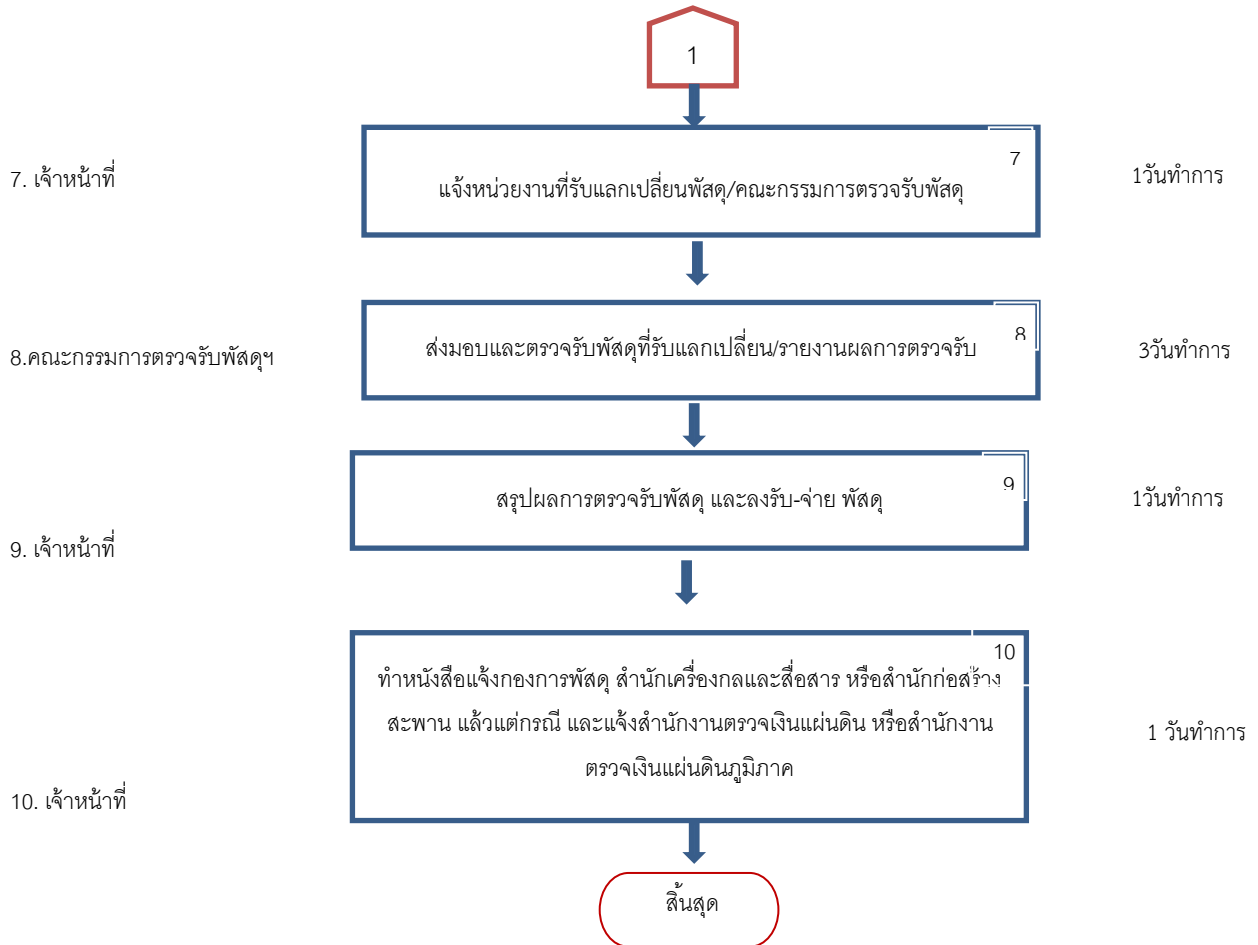 1
7. เจ้าหน้าที่
7
แจ้งหน่วยงานที่รับแลกเปลี่ยนพัสดุ/คณะกรรมการตรวจรับพัสดุ
1วันทำการ
8.คณะกรรมการตรวจรับพัสดุฯ
8
ส่งมอบและตรวจรับพัสดุที่รับแลกเปลี่ยน/รายงานผลการตรวจรับ
3วันทำการ
9. เจ้าหน้าที่
9
สรุปผลการตรวจรับพัสดุ และลงรับ-จ่าย พัสดุ
1วันทำการ
10. เจ้าหน้าที่
10
ทำหนังสือแจ้งกองการพัสดุ สำนักเครื่องกลและสื่อสาร หรือสำนักก่อสร้าง
สะพาน แล้วแต่กรณี และแจ้งสำนักงานตรวจเงินแผ่นดิน หรือสำนักงาน
ตรวจเงินแผ่นดินภูมิภาค
1 วันทำการ
สิ้นสุด